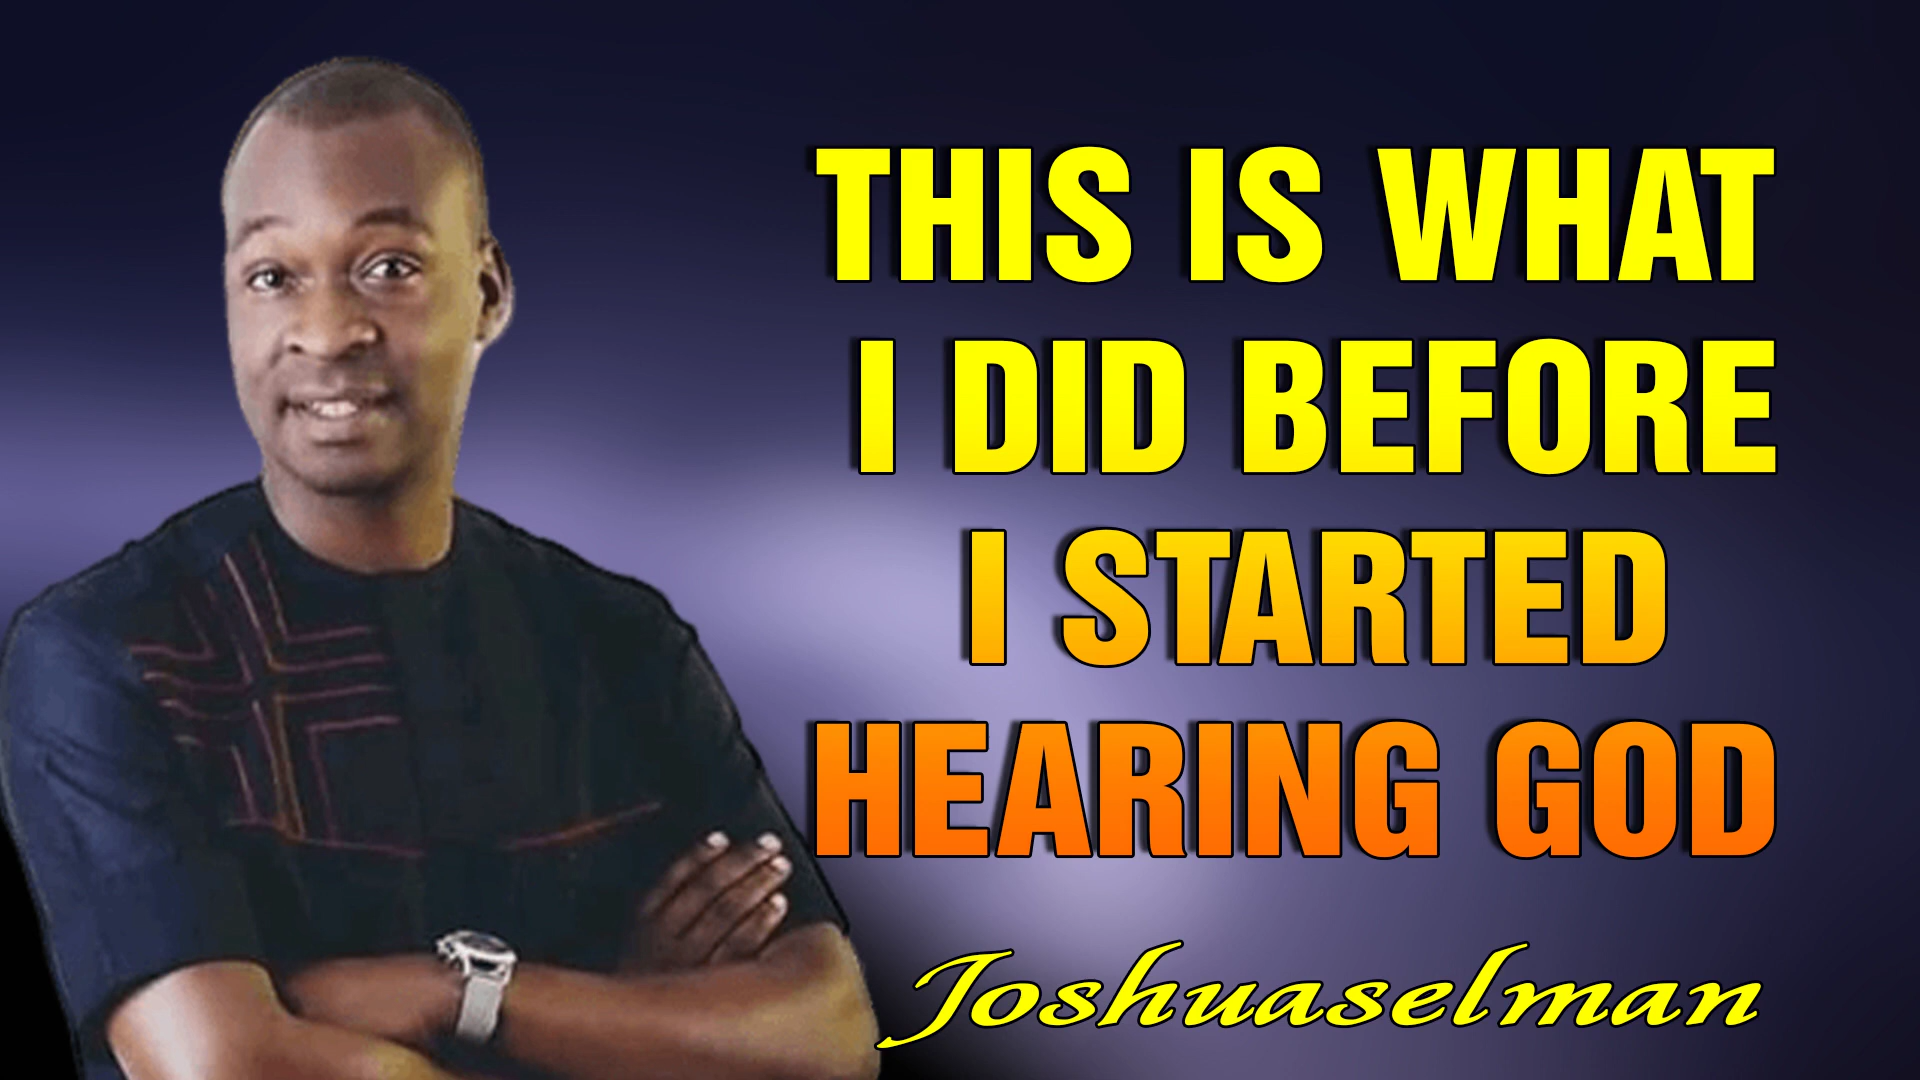 THIS IS WHAT
I DID BEFORE
I STARTED
HEARING GOD
Joshuaselman